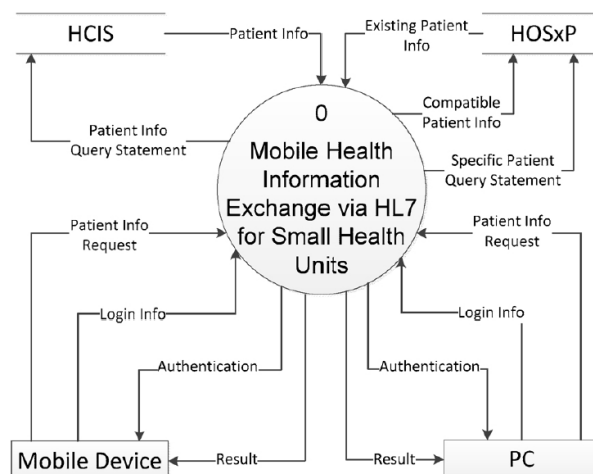 HCIS
Patient Info
Existing Patient
Info
HOSxP
0
Mobile Health
Information
Exchange via HL7
for Small Health
Units
Compatible
Patient Info
Patient Info
Query Statement
Specific Patient
Query Statement
Patient Info
Request
Patient Info
Request
Login Info
Login Info
Authentication
Authentication
Mobile Device
Result
Result
PC